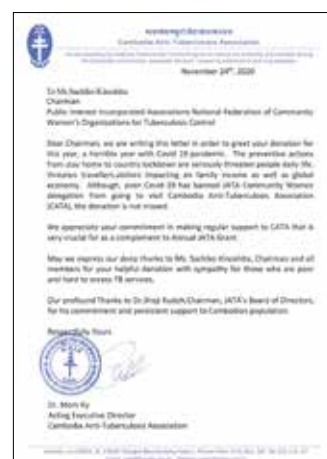 Cambodia Anti-Tuberculosis Association
November 24th, 2020
To Ms Sachiko Kinoshita
Chairman
Public Interest Incorporated Associations National Federation of Community
Women's Organizations for Tuberculosis Control
Dear Chairman, we are writing this letter in order to greet your donation for
this year, a horrible year with Covid 19 pandemic. The preventive actions
from stay home to country lockdown are seriously threaten people daily life,
threaten travellers,visitors impacting on family income as well as global
economy. Although, even Covid 19 has banned JATA Community Women
delegation from going to visit Cambodia Anti-Tuberculosis Association
(CATA), the donation is not missed.
We appreciate your commitment in making regular support to CATA that is
very crucial for as a complement to Annual JATA Grant.
May we express our deep thanks to Ms. Sachiko Kinoshita, Chairman and all
members for your helpful donation with sympathy for those who are poor
and hard to access TB services.
Our profound Thanks to Dr. Kudoh,Chairman, JATA's Board of Directors,
for his commitment and persistent support to Cambodian population.
Respectfully Yours
Dr. Mom Ky
Acting Executive Director
Cambodia Anti-Tuberculosis Association